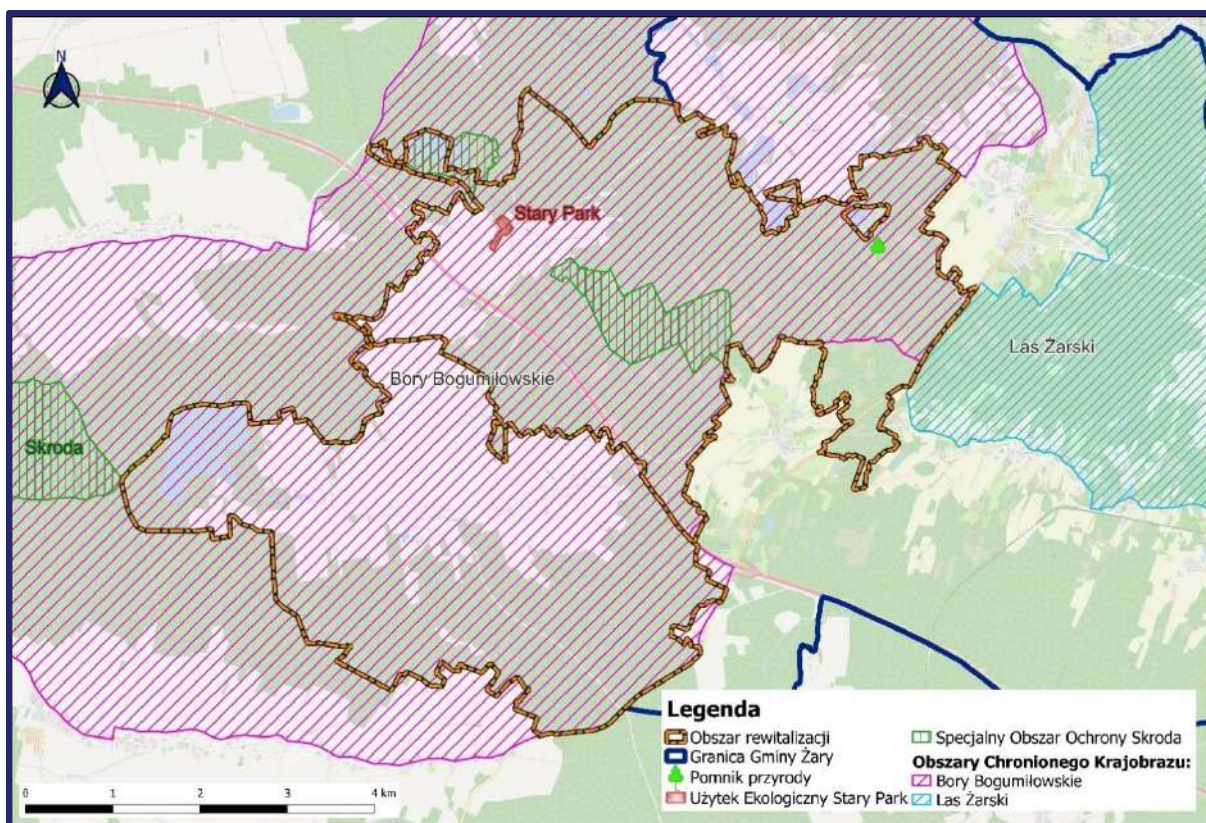 N
Stary Park
Las Żarski
Bory Bogumiłowskie
Skroda
Legenda
Obszar rewitalizacji
Granica Gminy Żary
Pomnik przyrody
Użytek Ekologiczny Stary Park
Specjalny Obszar Ochrony Skroda
Obszary Chronionego Krajobrazu:
Bory Bogumiłowskie
Las Żarski
0 1 2 3 4 km